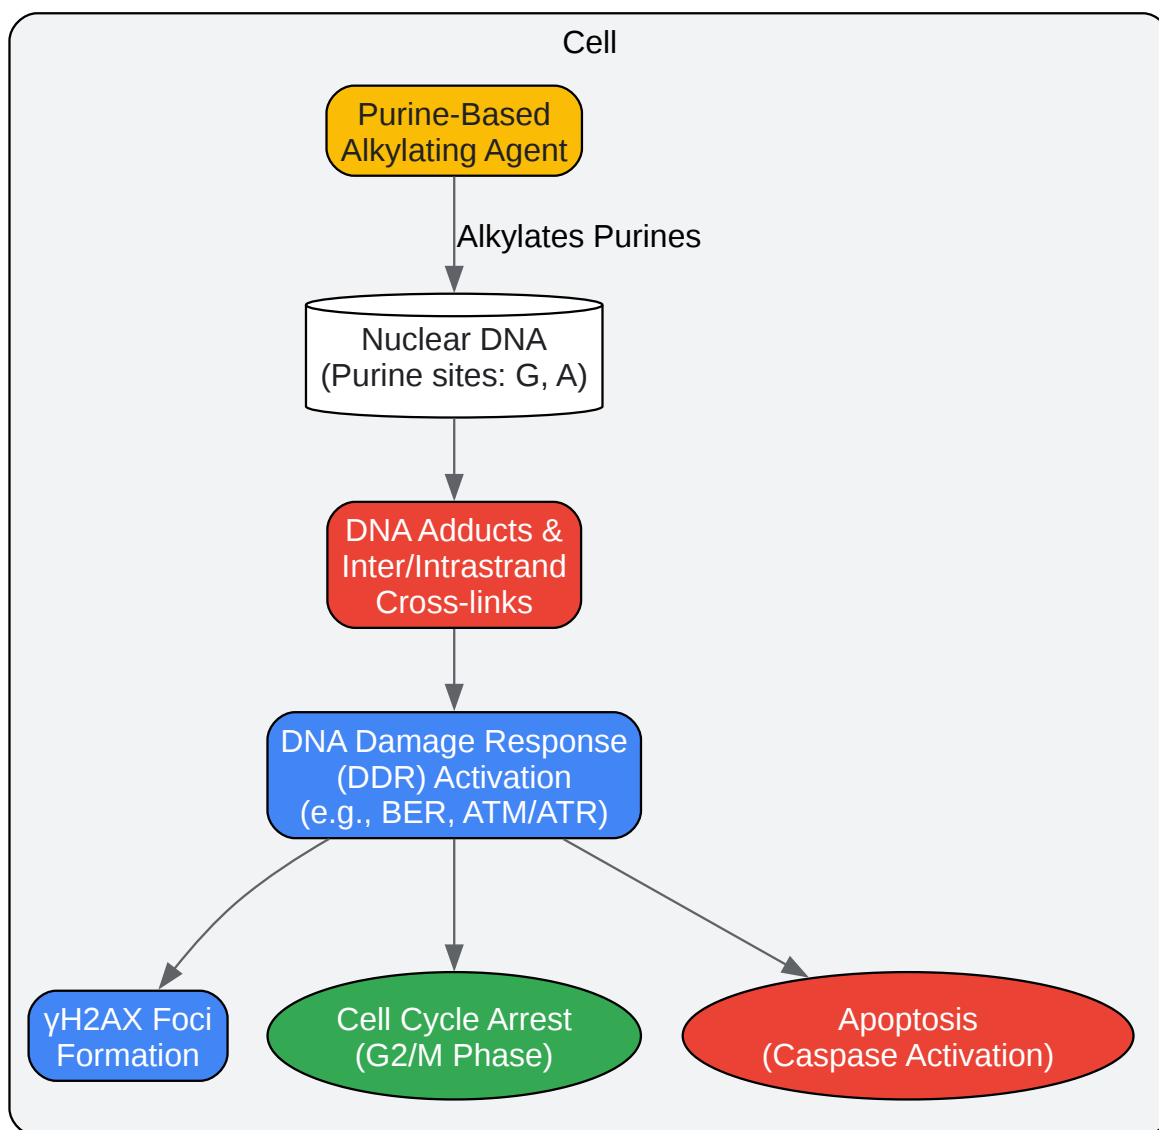 Cell
Purine-Based
Alkylating Agent
Alkylates Purines
Nuclear DNA
(Purine sites: G, A)
DNA Adducts &
Inter/Intrastrand
Cross-links
DNA Damage Response
(DDR) Activation
(e.g., BER, ATM/ATR)
γH2AX Foci
Formation
Cell Cycle Arrest
(G2/M Phase)
Apoptosis
(Caspase Activation)